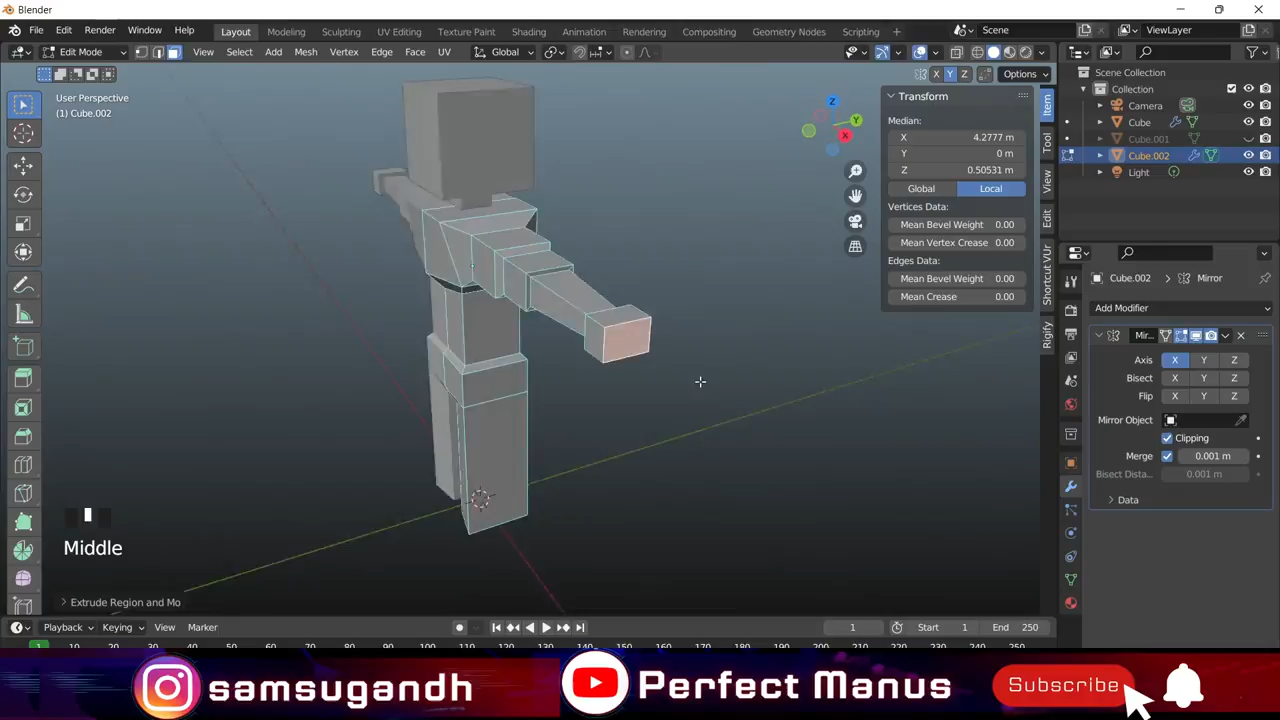 Blender
File Edit Render Window Help
Layout Modeling Sculpting UV Editing Texture Paint Shading Animation Rendering Compositing Geometry Nodes Scripting +
Scene ViewLayer
Edit Mode View Select Add Mesh Vertex Edge Face UV Global
X Y Z Options
User Perspective
(1) Cube.002
Z
Y
X
Transform
Median:
X 4.2777 m
Y 0 m
Z 0.50531 m
Global Local
Vertices Data:
Mean Bevel Weight 0.00
Mean Vertex Crease 0.00
Edges Data:
Mean Bevel Weight 0.00
Mean Crease 0.00
Item
Tool
View
Edit
Shortcut VUr
Rigify
Scene Collection
Collection
Camera
Cube
Cube.001
Cube.002
Light
Cube.002 Mirror
Add Modifier
Mir...
Axis X Y Z
Bisect X Y Z
Flip X Y Z
Mirror Object
Clipping
Merge 0.001 m
Bisect Dista... 0.001 m
Data
Middle
Extrude Region and Mo
Playback Keying View Marker 1 Start 1 End 250
samsugandh
Perfect Manus
Subscribe